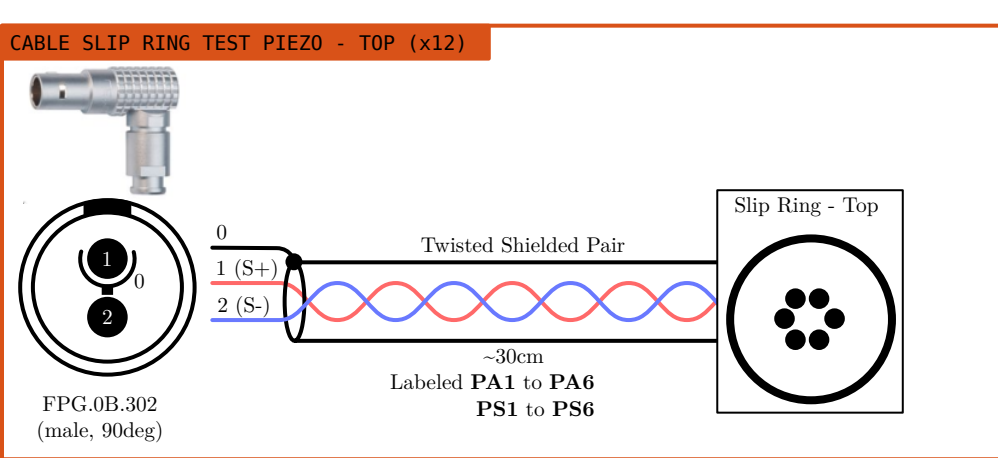 CABLE SLIP RING TEST PIEZO - TOP (x12)
1
0
2
FPG.0B.302
(male, 90deg)
0
1 (S+)
2 (S-)
Twisted Shielded Pair
~30cm
Labeled PA1 to PA6
PS1 to PS6
Slip Ring - Top